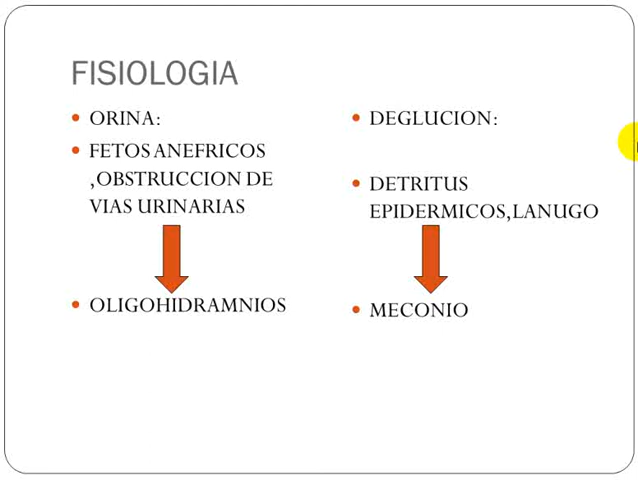 FISIOLOGIA
ORINA:
FETOS ANEFRICOS
,OBSTRUCCION DE
VIAS URINARIAS
OLIGOHIDRAMNIOS
DEGLUCION:
DETRITUS
EPIDERMICOS,LANUGO
MECONIO